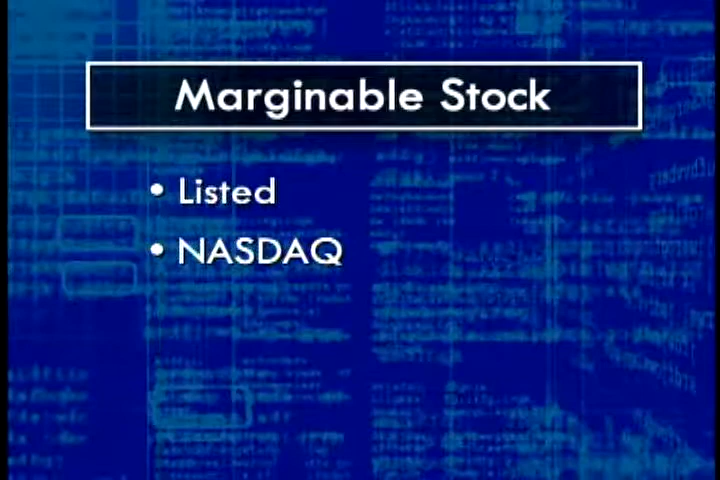 Marginable Stock
• Listed
• NASDAQ